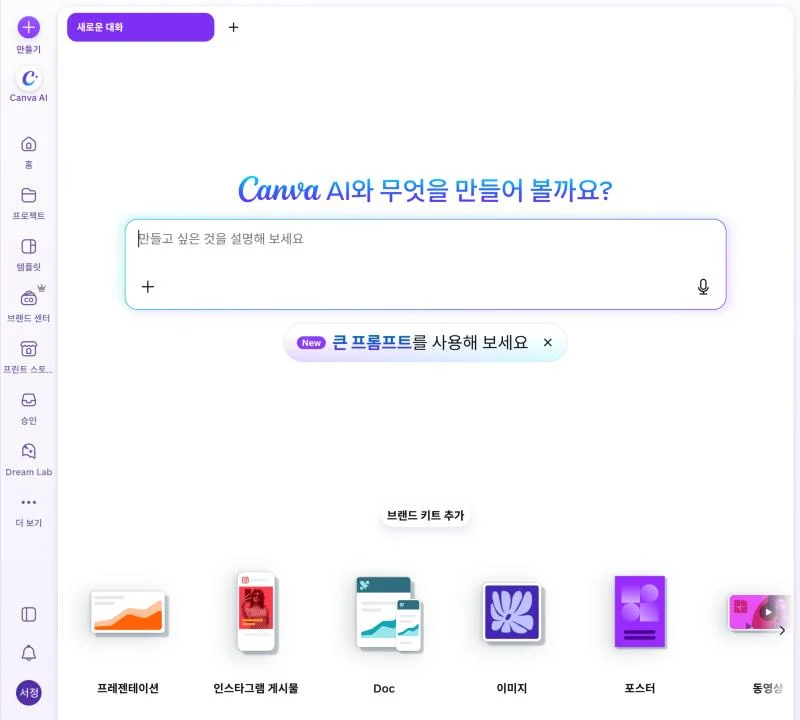 만들기
Canva AI
홈
프로젝트
템플릿
브랜드 센터
프린트 스토...
승인
Dream Lab
더 보기
서정
새로운 대화
Canva AI와 무엇을 만들어 볼까요?
만들고 싶은 것을 설명해 보세요
New 큰 프롬프트를 사용해 보세요
브랜드 키트 추가
프레젠테이션
인스타그램 게시물
Doc
이미지
포스터
동영상